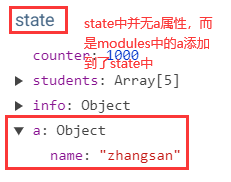 state
state中并无a属性，而
是modules中的a添加
到了state中
counter: 1000
students: Array[5]
info: Object
a: Object
name: "zhangsan"